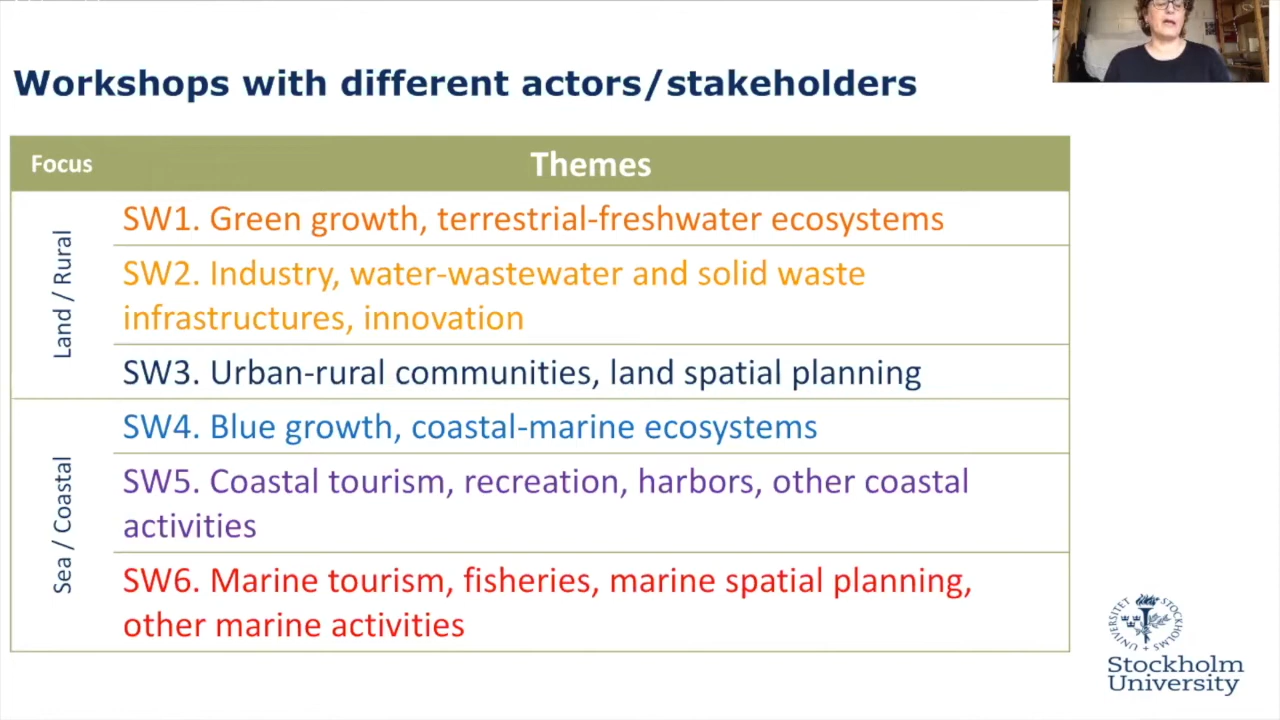 Workshops with different actors/stakeholders
Focus
Themes
Land / Rural
SW1. Green growth, terrestrial-freshwater ecosystems
SW2. Industry, water-wastewater and solid waste
infrastructures, innovation
SW3. Urban-rural communities, land spatial planning
Sea / Coastal
SW4. Blue growth, coastal-marine ecosystems
SW5. Coastal tourism, recreation, harbors, other coastal
activities
SW6. Marine tourism, fisheries, marine spatial planning,
other marine activities
STOCKHOLMS UNIVERSITET
Stockholm
University